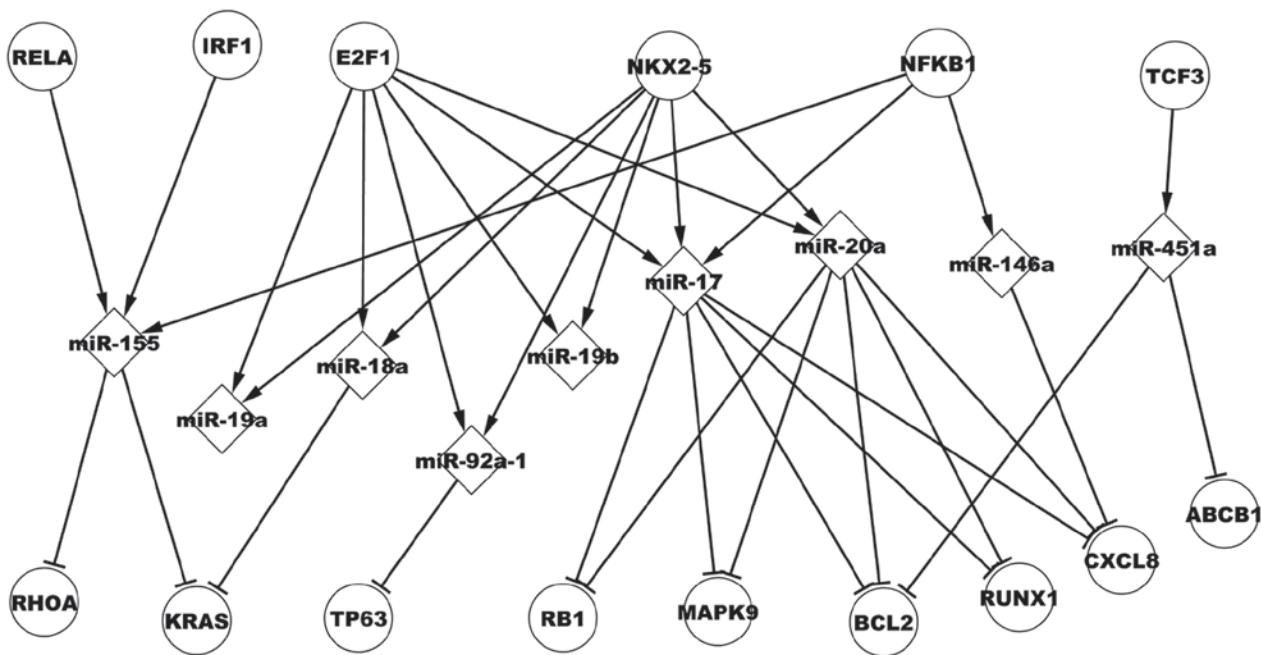 RELA
IRF1
E2F1
NKX2-5
NFKB1
TCF3
miR-155
miR-19a
miR-18a
miR-92a-1
miR-19b
miR-17
miR-20a
miR-146a
miR-451a
RHOA
KRAS
TP63
RB1
MAPK9
BCL2
RUNX1
CXCL8
ABCB1